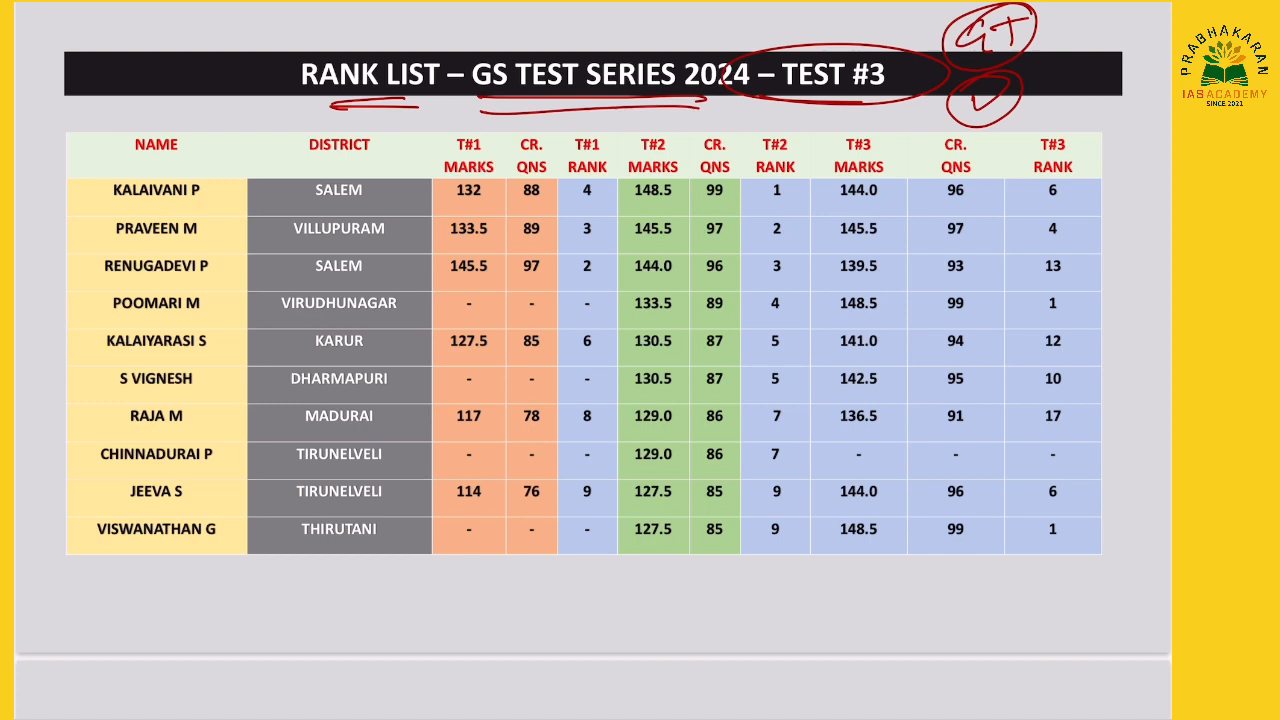 GT
RANK LIST – GS TEST SERIES 2024 – TEST #3
PRABHAKARAN
IAS ACADEMY
SINCE 2021
NAME DISTRICT T#1 MARKS CR. QNS T#1 RANK T#2 MARKS CR. QNS T#2 RANK T#3 MARKS CR. QNS T#3 RANK
KALAIVANI P SALEM 132 88 4 148.5 99 1 144.0 96 6
PRAVEEN M VILLUPURAM 133.5 89 3 145.5 97 2 145.5 97 4
RENUGADEVI P SALEM 145.5 97 2 144.0 96 3 139.5 93 13
POOMARI M VIRUDHUNAGAR - - - 133.5 89 4 148.5 99 1
KALAIYARASI S KARUR 127.5 85 6 130.5 87 5 141.0 94 12
S VIGNESH DHARMAPURI - - - 130.5 87 5 142.5 95 10
RAJA M MADURAI 117 78 8 129.0 86 7 136.5 91 17
CHINNADURAI P TIRUNELVELI - - - 129.0 86 7 - - -
JEEVA S TIRUNELVELI 114 76 9 127.5 85 9 144.0 96 6
VISWANATHAN G THIRUTANI - - - 127.5 85 9 148.5 99 1